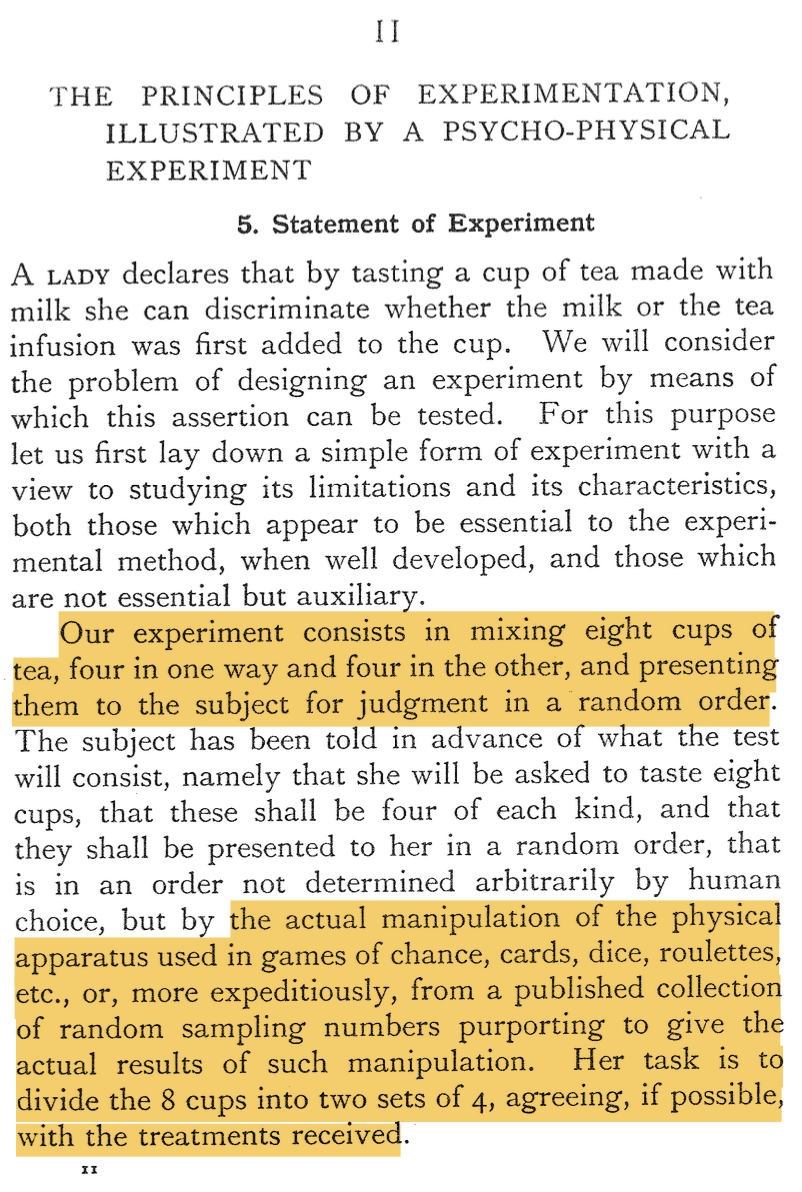 II
THE PRINCIPLES OF EXPERIMENTATION,
ILLUSTRATED BY A PSYCHO-PHYSICAL
EXPERIMENT
5. Statement of Experiment
A LADY declares that by tasting a cup of tea made with
milk she can discriminate whether the milk or the tea
infusion was first added to the cup. We will consider
the problem of designing an experiment by means of
which this assertion can be tested. For this purpose
let us first lay down a simple form of experiment with a
view to studying its limitations and its characteristics,
both those which appear to be essential to the experi-
mental method, when well developed, and those which
are not essential but auxiliary.
Our experiment consists in mixing eight cups of
tea, four in one way and four in the other, and presenting
them to the subject for judgment in a random order.
The subject has been told in advance of what the test
will consist, namely that she will be asked to taste eight
cups, that these shall be four of each kind, and that
they shall be presented to her in a random order, that
is in an order not determined arbitrarily by human
choice, but by the actual manipulation of the physical
apparatus used in games of chance, cards, dice, roulettes,
etc., or, more expeditiously, from a published collection
of random sampling numbers purporting to give the
actual results of such manipulation. Her task is to
divide the 8 cups into two sets of 4, agreeing, if possible,
with the treatments received.
11